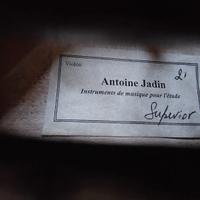 Violon
Antoine Jadin
Instruments de musique pour l'étude
Superior